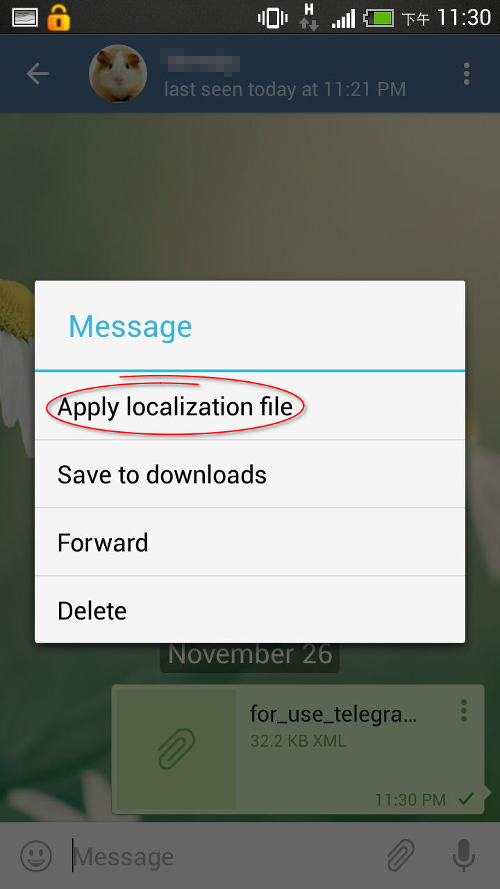 H
下午 11:30
last seen today at 11:21 PM
Message
Apply localization file
Save to downloads
Forward
Delete
November 26
for_use_telegra...
32.2 KB XML
11:30 PM
Message